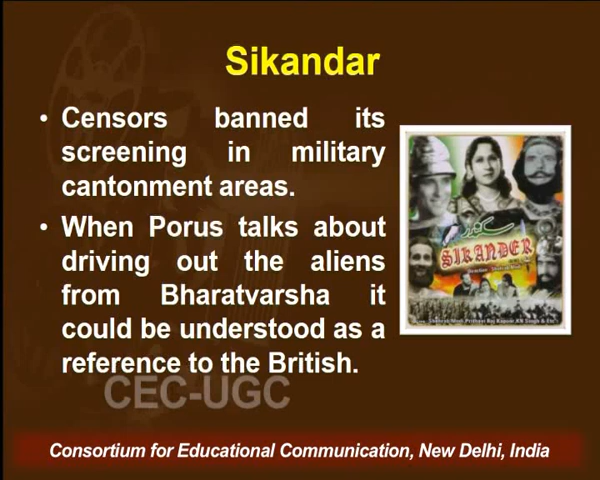 Sikandar
• Censors banned its
screening in military
cantonment areas.
• When Porus talks about
driving out the aliens
from Bharatvarsha it
could be understood as a
reference to the British.
SIKANDER
CEC-UGC
Consortium for Educational Communication, New Delhi, India